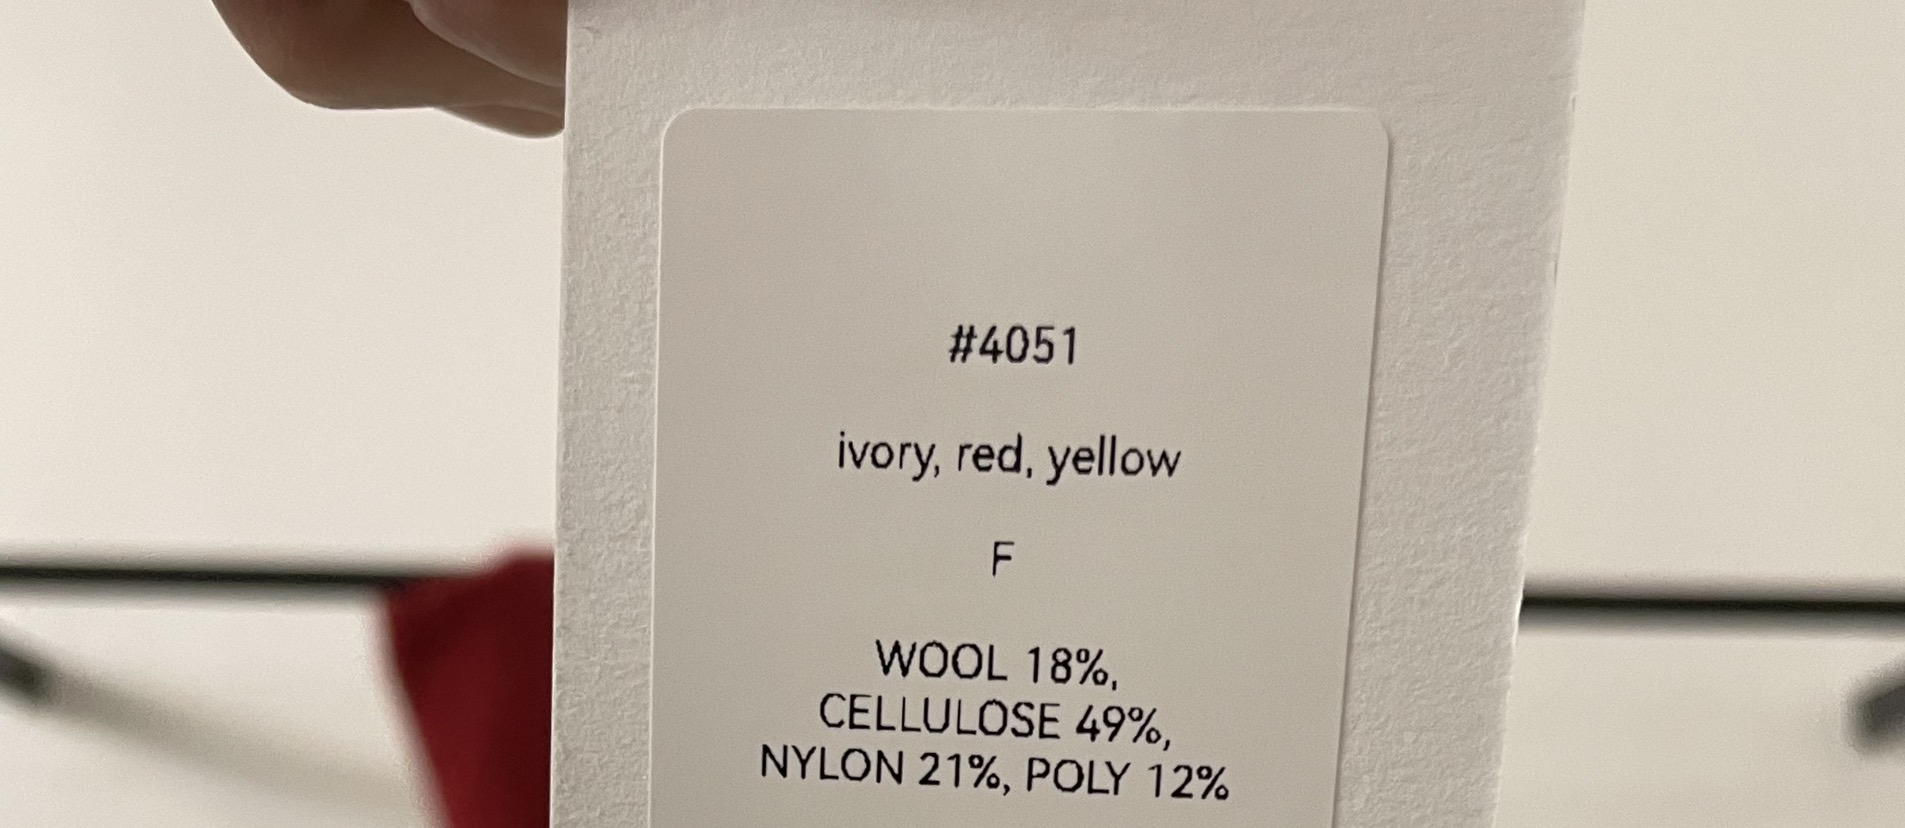 #4051
ivory, red, yellow
F
WOOL 18%,
CELLULOSE 49%,
NYLON 21%, POLY 12%